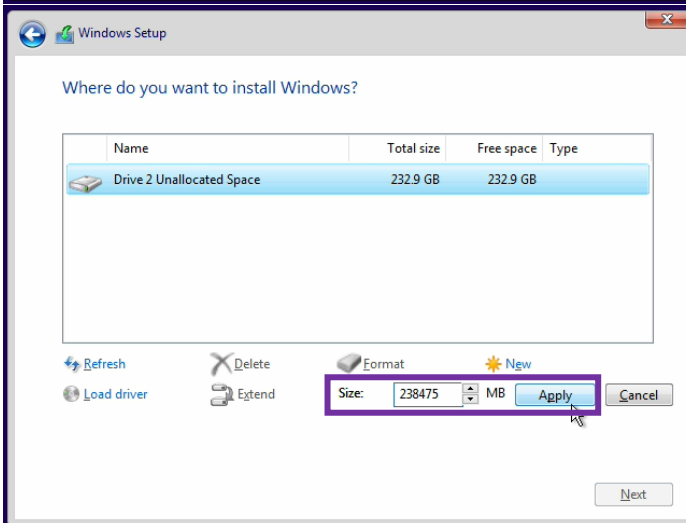 Windows Setup
Where do you want to install Windows?
Name Total size Free space Type
Drive 2 Unallocated Space 232.9 GB 232.9 GB
Refresh Delete Format New
Load driver Extend Size: 238475 MB Apply Cancel
Next